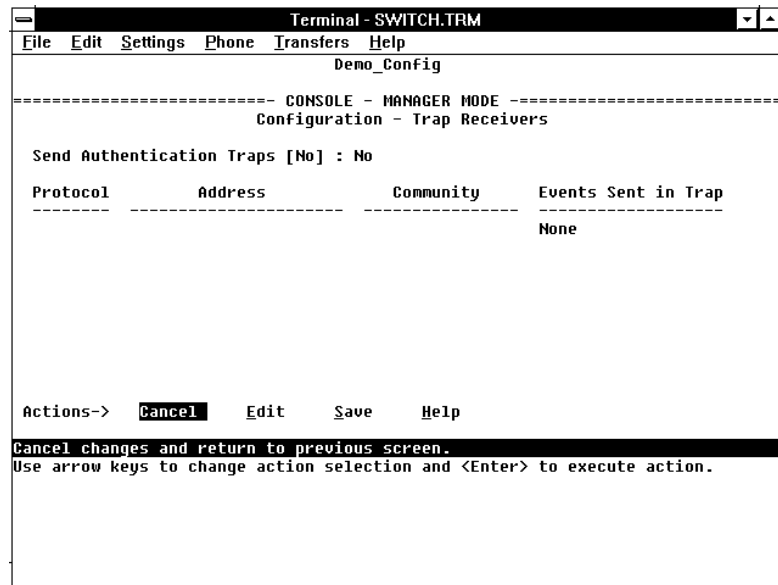 Terminal - SWITCH.TRM
File Edit Settings Phone Transfers Help
Demo_Config
==========================- CONSOLE - MANAGER MODE -===========================
Configuration - Trap Receivers
Send Authentication Traps [No] : No
Protocol Address Community Events Sent in Trap
-------- ---------------------- ---------------- -------------------
None
Actions-> Cancel Edit Save Help
Cancel changes and return to previous screen.
Use arrow keys to change action selection and <Enter> to execute action.